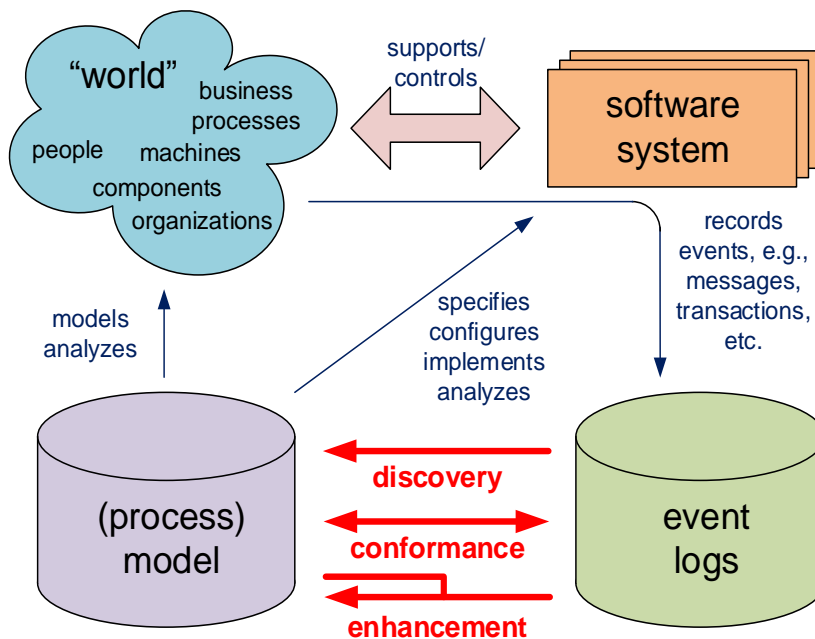 “world”
business
processes
people
machines
components
organizations
supports/
controls
software
system
records
events, e.g.,
messages,
transactions,
etc.
models
analyzes
specifies
configures
implements
analyzes
(process)
model
discovery
conformance
enhancement
event
logs